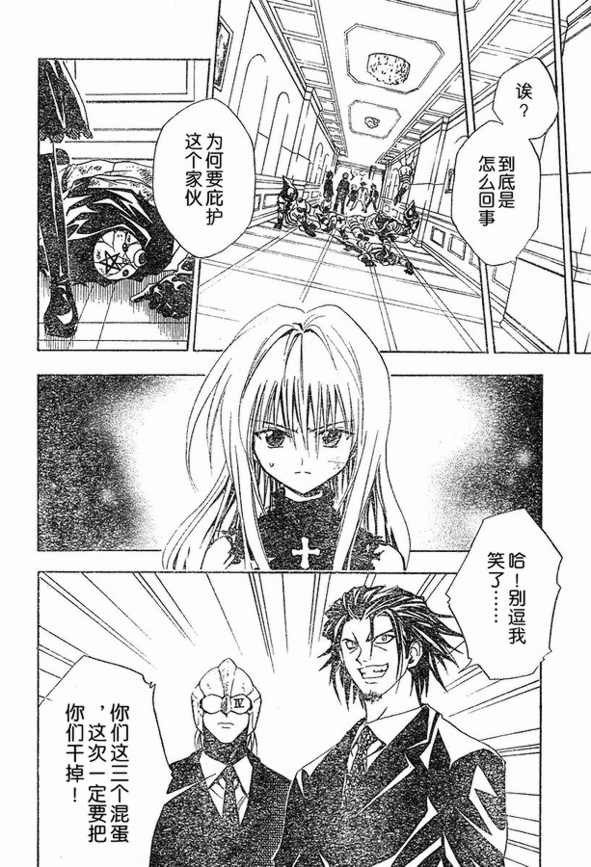 诶？
到底是
怎么回事
为何要庇护
这个家伙
哈！别逗我
笑了……
你们这三个混蛋
，这次一定要把
你们干掉！
IV